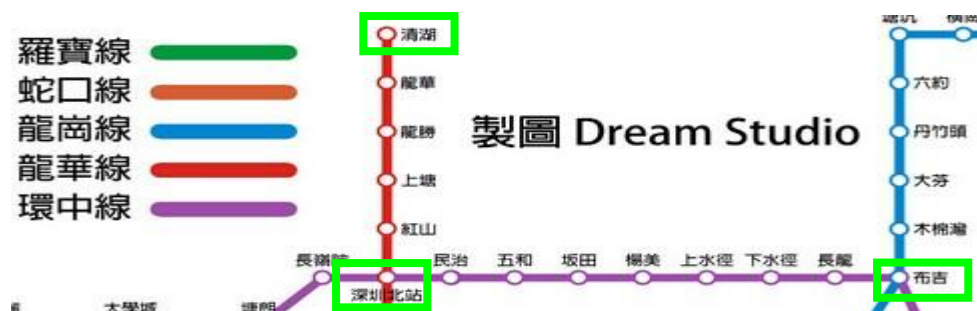 羅寶線
蛇口線
龍崗線
龍華線
環中線
清湖
龍華
龍勝
上塘
紅山
深圳北站
製圖 Dream Studio
六約
丹竹頭
大芬
木棉灣
布吉
民治
五和
坂田
楊美
上水徑
下水徑
長龍